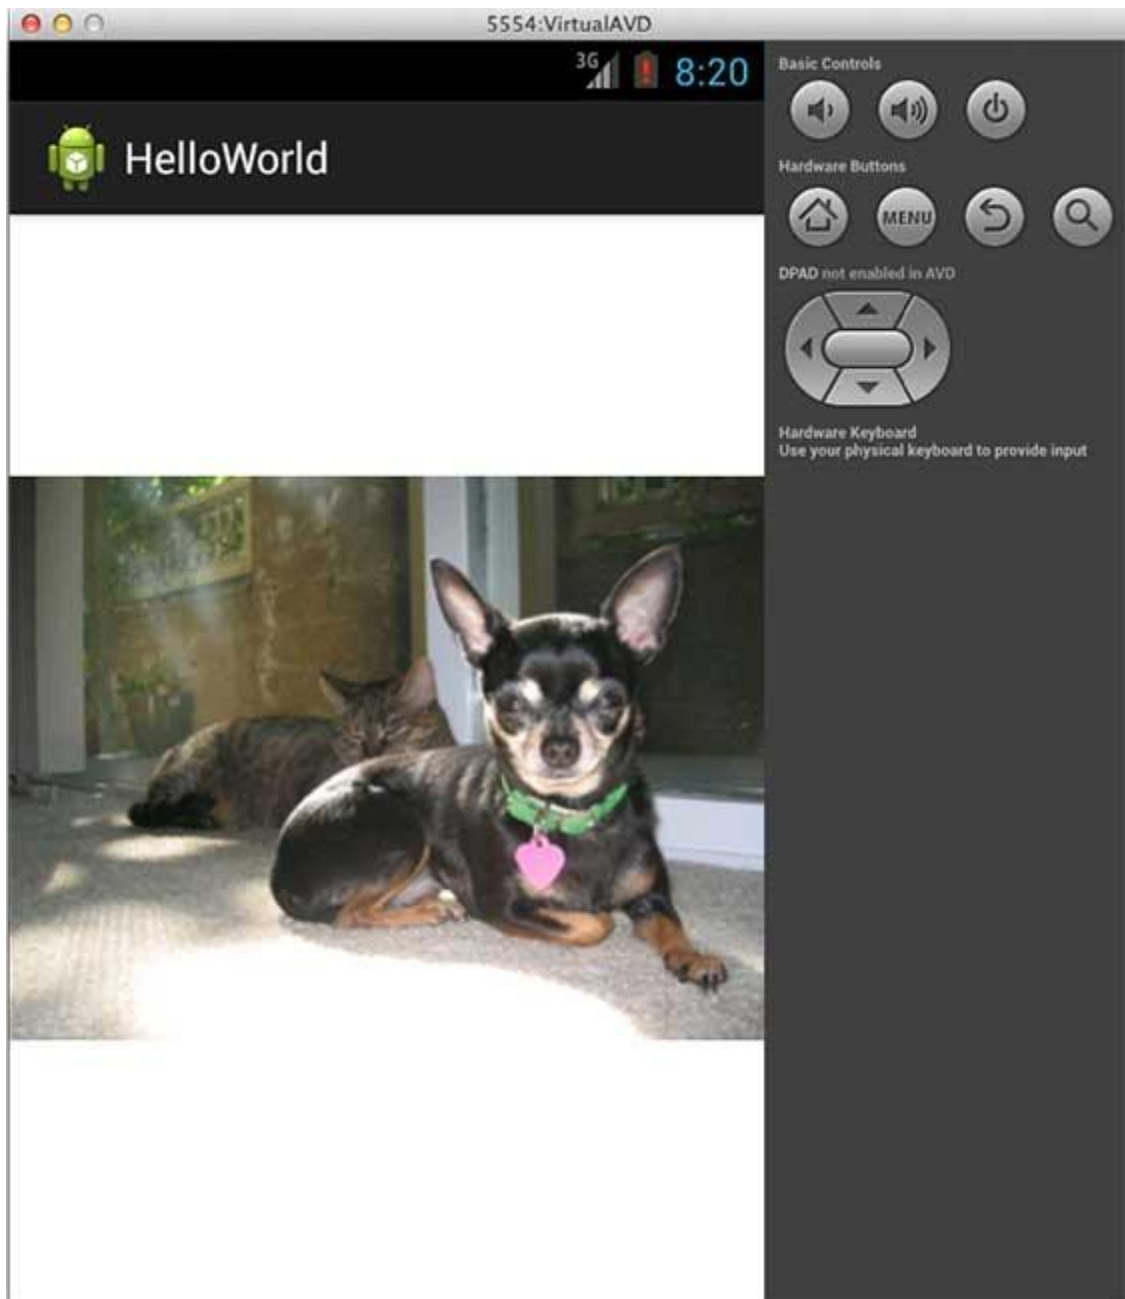 5554:VirtualAVD
3G
8:20
HelloWorld
Basic Controls
Hardware Buttons
MENU
DPAD not enabled in AVD
Hardware Keyboard
Use your physical keyboard to provide input